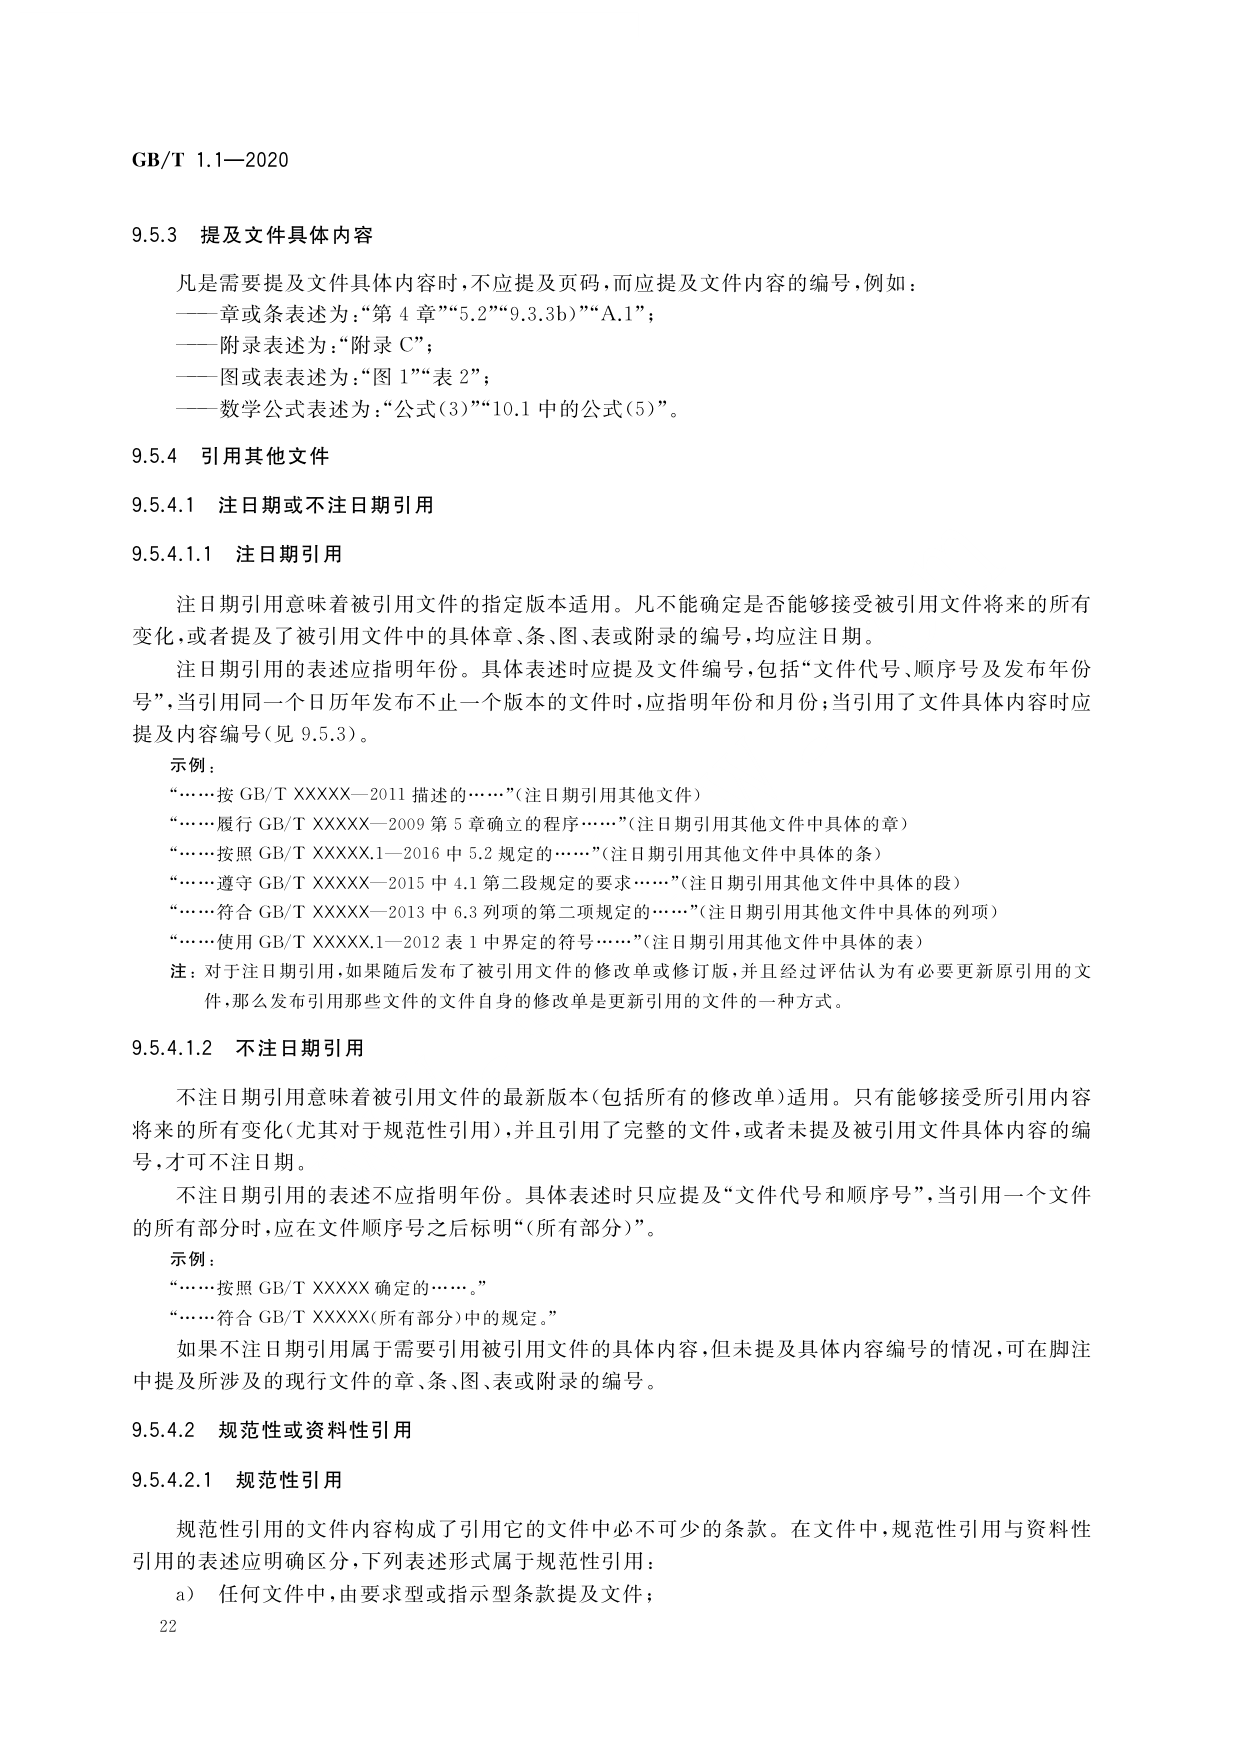 GB/T 1.1—2020
9.5.3 提及文件具体内容
凡是需要提及文件具体内容时,不应提及页码,而应提及文件内容的编号,例如:
——章或条表述为:“第 4 章”“5.2”“9.3.3b)”“A.1”;
——附录表述为:“附录 C”;
——图或表表述为:“图 1”“表 2”;
——数学公式表述为:“公式(3)”“10.1 中的公式(5)”。
9.5.4 引用其他文件
9.5.4.1 注日期或不注日期引用
9.5.4.1.1 注日期引用
注日期引用意味着被引用文件的指定版本适用。凡不能确定是否能够接受被引用文件将来的所有
变化,或者提及了被引用文件中的具体章、条、图、表或附录的编号,均应注日期。
注日期引用的表述应指明年份。具体表述时应提及文件编号,包括“文件代号、顺序号及发布年份
号”,当引用同一个日历年发布不止一个版本的文件时,应指明年份和月份;当引用了文件具体内容时应
提及内容编号(见 9.5.3)。
示例:
“……按 GB/T XXXXX—2011 描述的……”(注日期引用其他文件)
“……履行 GB/T XXXXX—2009 第 5 章确立的程序……”(注日期引用其他文件中具体的章)
“……按照 GB/T XXXXX.1—2016 中 5.2 规定的……”(注日期引用其他文件中具体的条)
“……遵守 GB/T XXXXX—2015 中 4.1 第二段规定的要求……”(注日期引用其他文件中具体的段)
“……符合 GB/T XXXXX—2013 中 6.3 列项的第二项规定的……”(注日期引用其他文件中具体的列项)
“……使用 GB/T XXXXX.1—2012 表 1 中界定的符号……”(注日期引用其他文件中具体的表)
注: 对于注日期引用,如果随后发布了被引用文件的修改单或修订版,并且经过评估认为有必要更新原引用的文
件,那么发布引用那些文件的文件自身的修改单是更新引用的文件的一种方式。
9.5.4.1.2 不注日期引用
不注日期引用意味着被引用文件的最新版本(包括所有的修改单)适用。只有能够接受所引用内容
将来的所有变化(尤其对于规范性引用),并且引用了完整的文件,或者未提及被引用文件具体内容的编
号,才可不注日期。
不注日期引用的表述不应指明年份。具体表述时只应提及“文件代号和顺序号”,当引用一个文件
的所有部分时,应在文件顺序号之后标明“(所有部分)”。
示例:
“……按照 GB/T XXXXX 确定的……。”
“……符合 GB/T XXXXX(所有部分)中的规定。”
如果不注日期引用属于需要引用被引用文件的具体内容,但未提及具体内容编号的情况,可在脚注
中提及所涉及的现行文件的章、条、图、表或附录的编号。
9.5.4.2 规范性或资料性引用
9.5.4.2.1 规范性引用
规范性引用的文件内容构成了引用它的文件中必不可少的条款。在文件中,规范性引用与资料性
引用的表述应明确区分,下列表述形式属于规范性引用:
a) 任何文件中,由要求型或指示型条款提及文件;
22